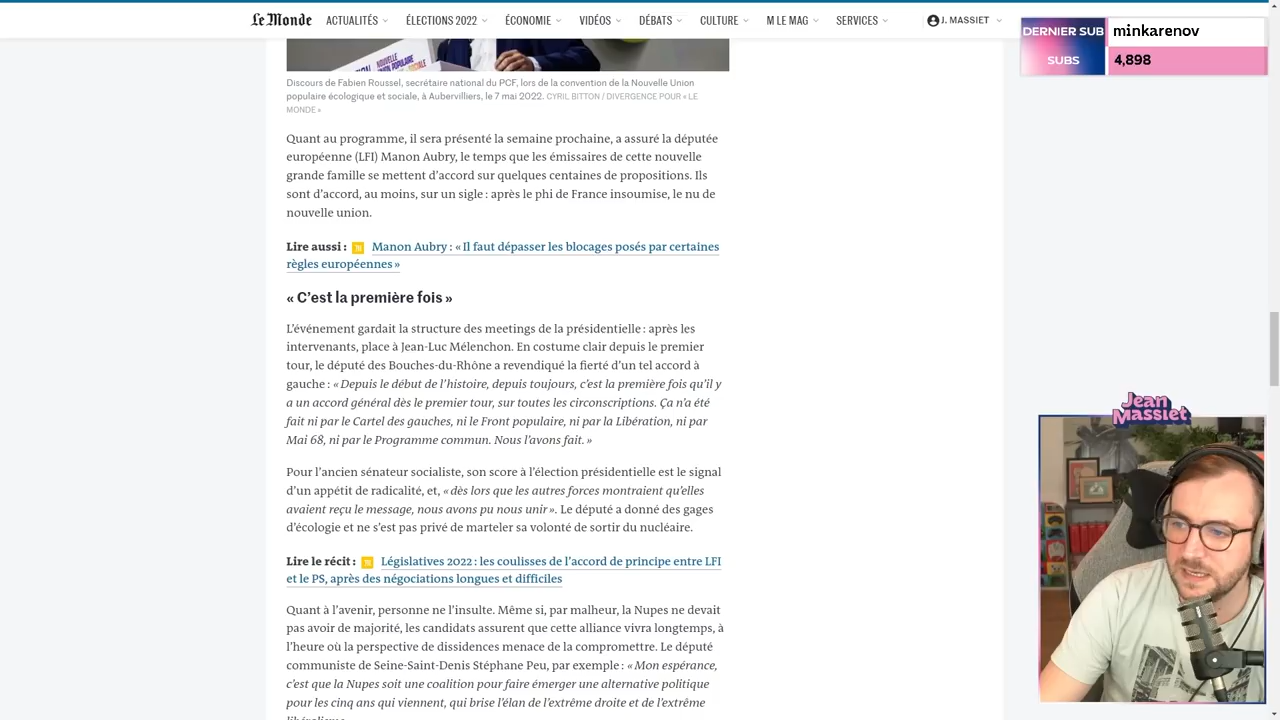 Le Monde
ACTUALITÉS
ÉLECTIONS 2022
ÉCONOMIE
VIDÉOS
DÉBATS
CULTURE
M LE MAG
SERVICES
J. MASSIET
DERNIER SUB
minkarenov
SUBS
4,898
NOUVELLE
Discours de Fabien Roussel, secrétaire national du PCF, lors de la convention de la Nouvelle Union
populaire écologique et sociale, à Aubervilliers, le 7 mai 2022. CYRIL BITTON / DIVERGENCE POUR « LE
MONDE »
Quant au programme, il sera présenté la semaine prochaine, a assuré la députée
européenne (LFI) Manon Aubry, le temps que les émissaires de cette nouvelle
grande famille se mettent d’accord sur quelques centaines de propositions. Ils
sont d’accord, au moins, sur un sigle : après le phi de France insoumise, le nu de
nouvelle union.
Lire aussi : Manon Aubry : « Il faut dépasser les blocages posés par certaines
règles européennes »
« C’est la première fois »
L’événement gardait la structure des meetings de la présidentielle : après les
intervenants, place à Jean-Luc Mélenchon. En costume clair depuis le premier
tour, le député des Bouches-du-Rhône a revendiqué la fierté d’un tel accord à
gauche : « Depuis le début de l’histoire, depuis toujours, c’est la première fois qu’il y
a un accord général dès le premier tour, sur toutes les circonscriptions. Ça n’a été
fait ni par le Cartel des gauches, ni le Front populaire, ni par la Libération, ni par
Mai 68, ni par le Programme commun. Nous l’avons fait. »
Pour l’ancien sénateur socialiste, son score à l’élection présidentielle est le signal
d’un appétit de radicalité, et, « dès lors que les autres forces montraient qu’elles
avaient reçu le message, nous avons pu nous unir ». Le député a donné des gages
d’écologie et ne s’est pas privé de marteler sa volonté de sortir du nucléaire.
Lire le récit : Législatives 2022 : les coulisses de l’accord de principe entre LFI
et le PS, après des négociations longues et difficiles
Quant à l’avenir, personne ne l’insulte. Même si, par malheur, la Nupes ne devait
pas avoir de majorité, les candidats assurent que cette alliance vivra longtemps, à
l’heure où la perspective de dissidences menace de la compromettre. Le député
communiste de Seine-Saint-Denis Stéphane Peu, par exemple : « Mon espérance,
c’est que la Nupes soit une coalition pour faire émerger une alternative politique
pour les cinq ans qui viennent, qui brise l’élan de l’extrême droite et de l’extrême
libéralisme
Jean
Massiet